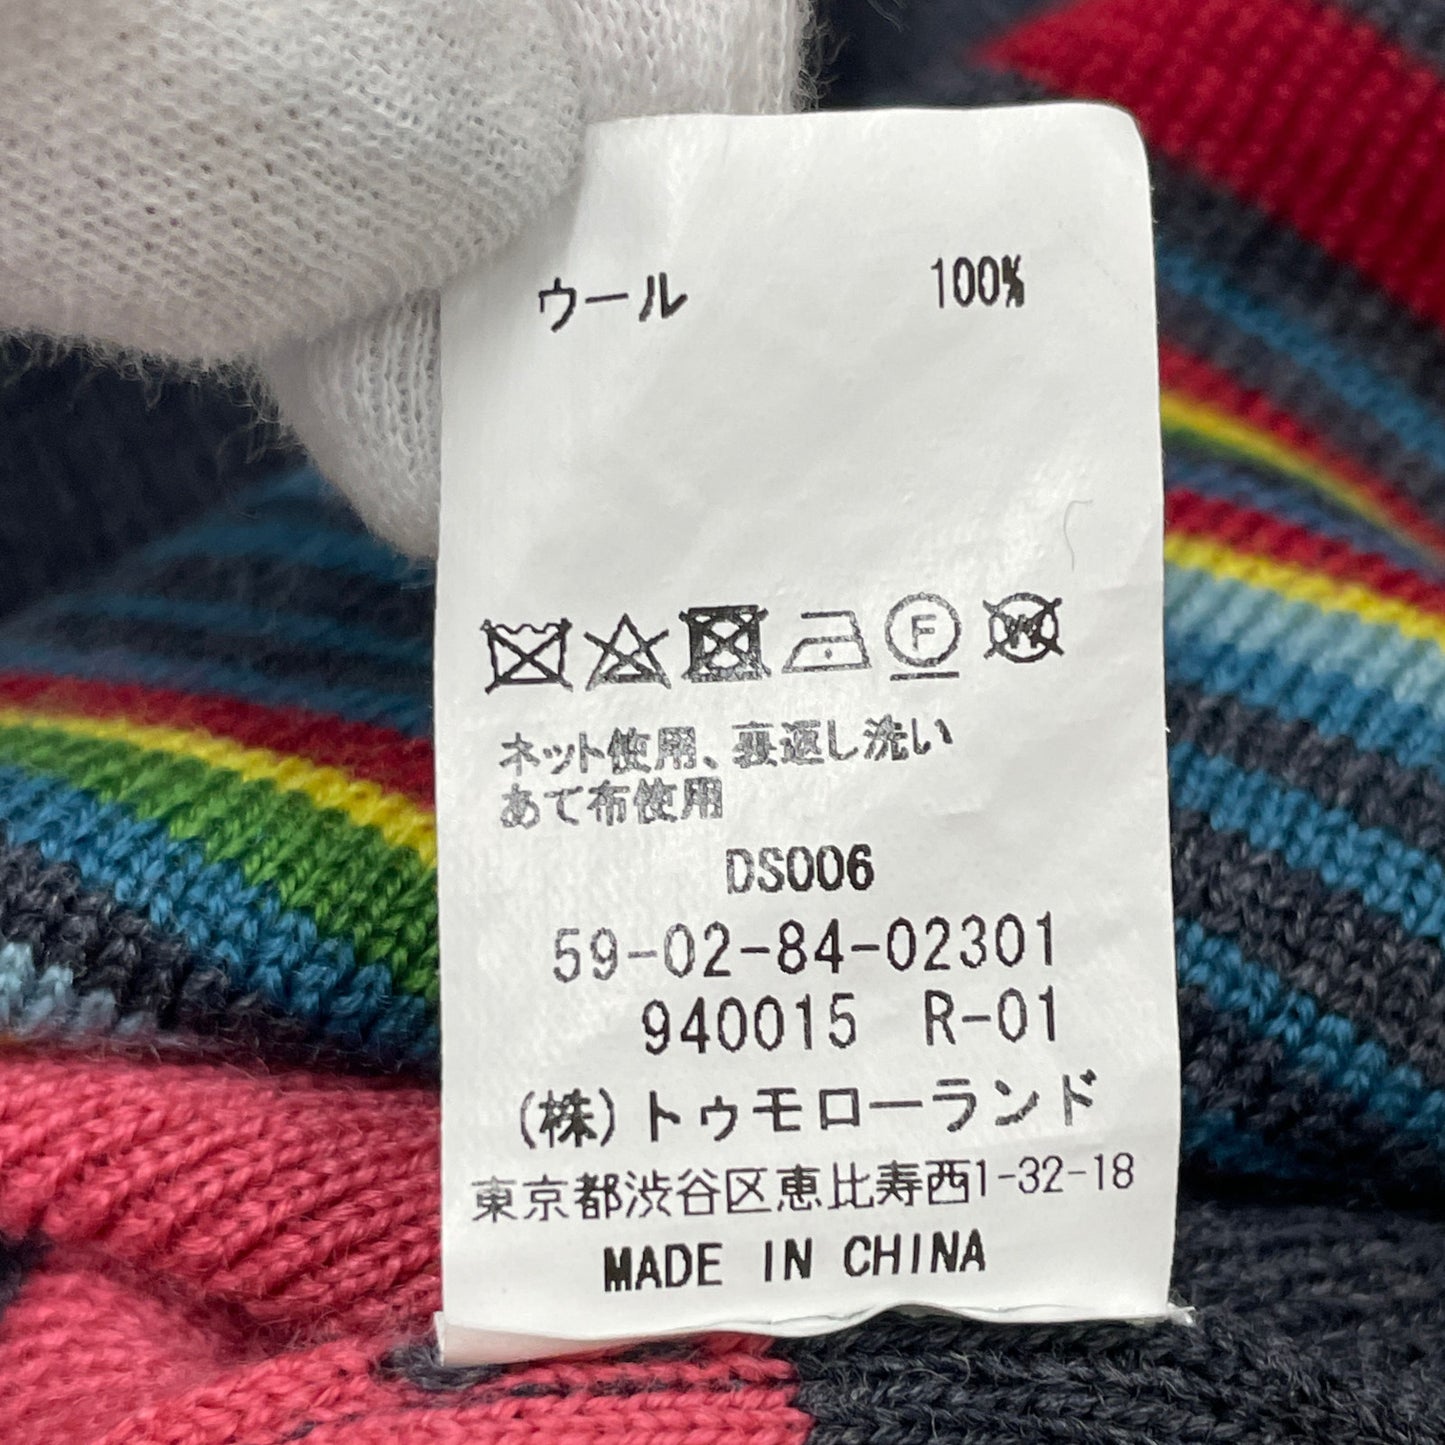 ウール 100%
F W
ネット使用、裏返し洗い
あて布使用
DS006
59-02-84-02301
940015 R-01
(株)トゥモローランド
東京都渋谷区恵比寿西1-32-18
MADE IN CHINA